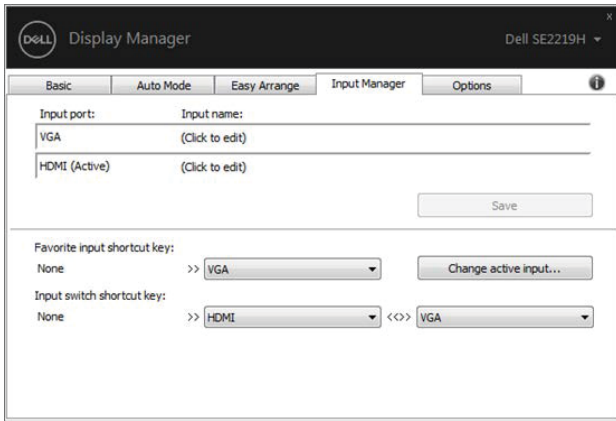 x
DELL Display Manager Dell SE2219H
Basic Auto Mode Easy Arrange Input Manager Options i
Input port: Input name:
VGA (Click to edit)
HDMI (Active) (Click to edit)
Save
Favorite input shortcut key:
None >> VGA Change active input...
Input switch shortcut key:
None >> HDMI <<>> VGA